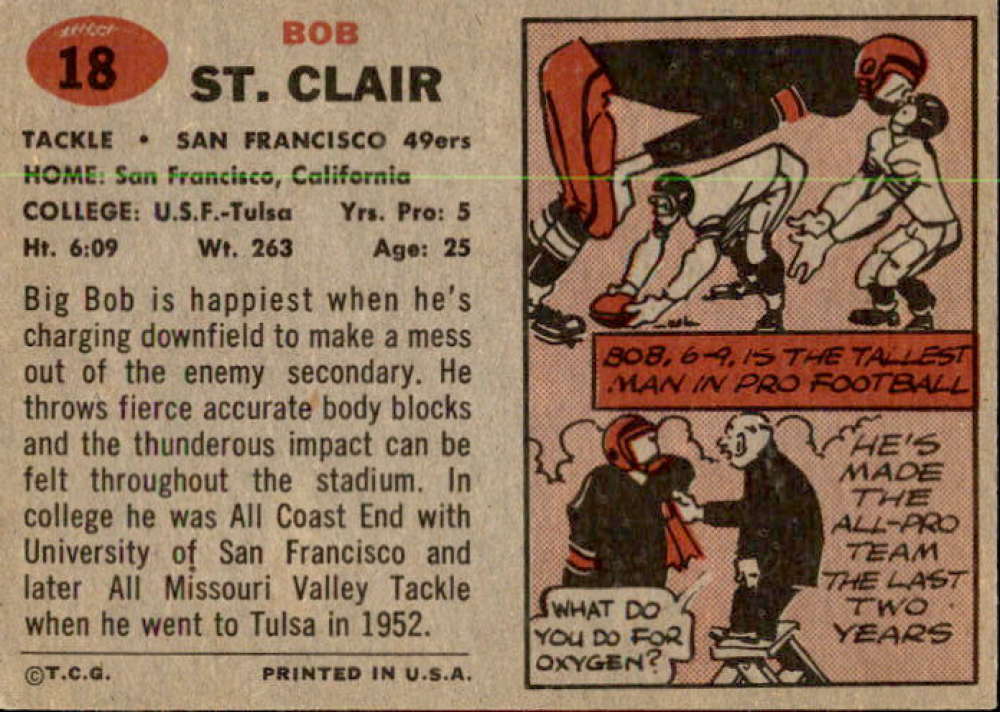 18
BOB
ST. CLAIR
TACKLE • SAN FRANCISCO 49ers
HOME: San Francisco, California
COLLEGE: U.S.F.-Tulsa Yrs. Pro: 5
Ht. 6:09 Wt. 263 Age: 25
Big Bob is happiest when he's
charging downfield to make a mess
out of the enemy secondary. He
throws fierce accurate body blocks
and the thunderous impact can be
felt throughout the stadium. In
college he was All Coast End with
University of San Francisco and
later All Missouri Valley Tackle
when he went to Tulsa in 1952.
©T.C.G. PRINTED IN U.S.A.
BOB, 6-9, IS THE TALLEST
MAN IN PRO FOOTBALL
HE'S
MADE
THE
ALL-PRO
TEAM
THE LAST
TWO
YEARS
WHAT DO
YOU DO FOR
OXYGEN?